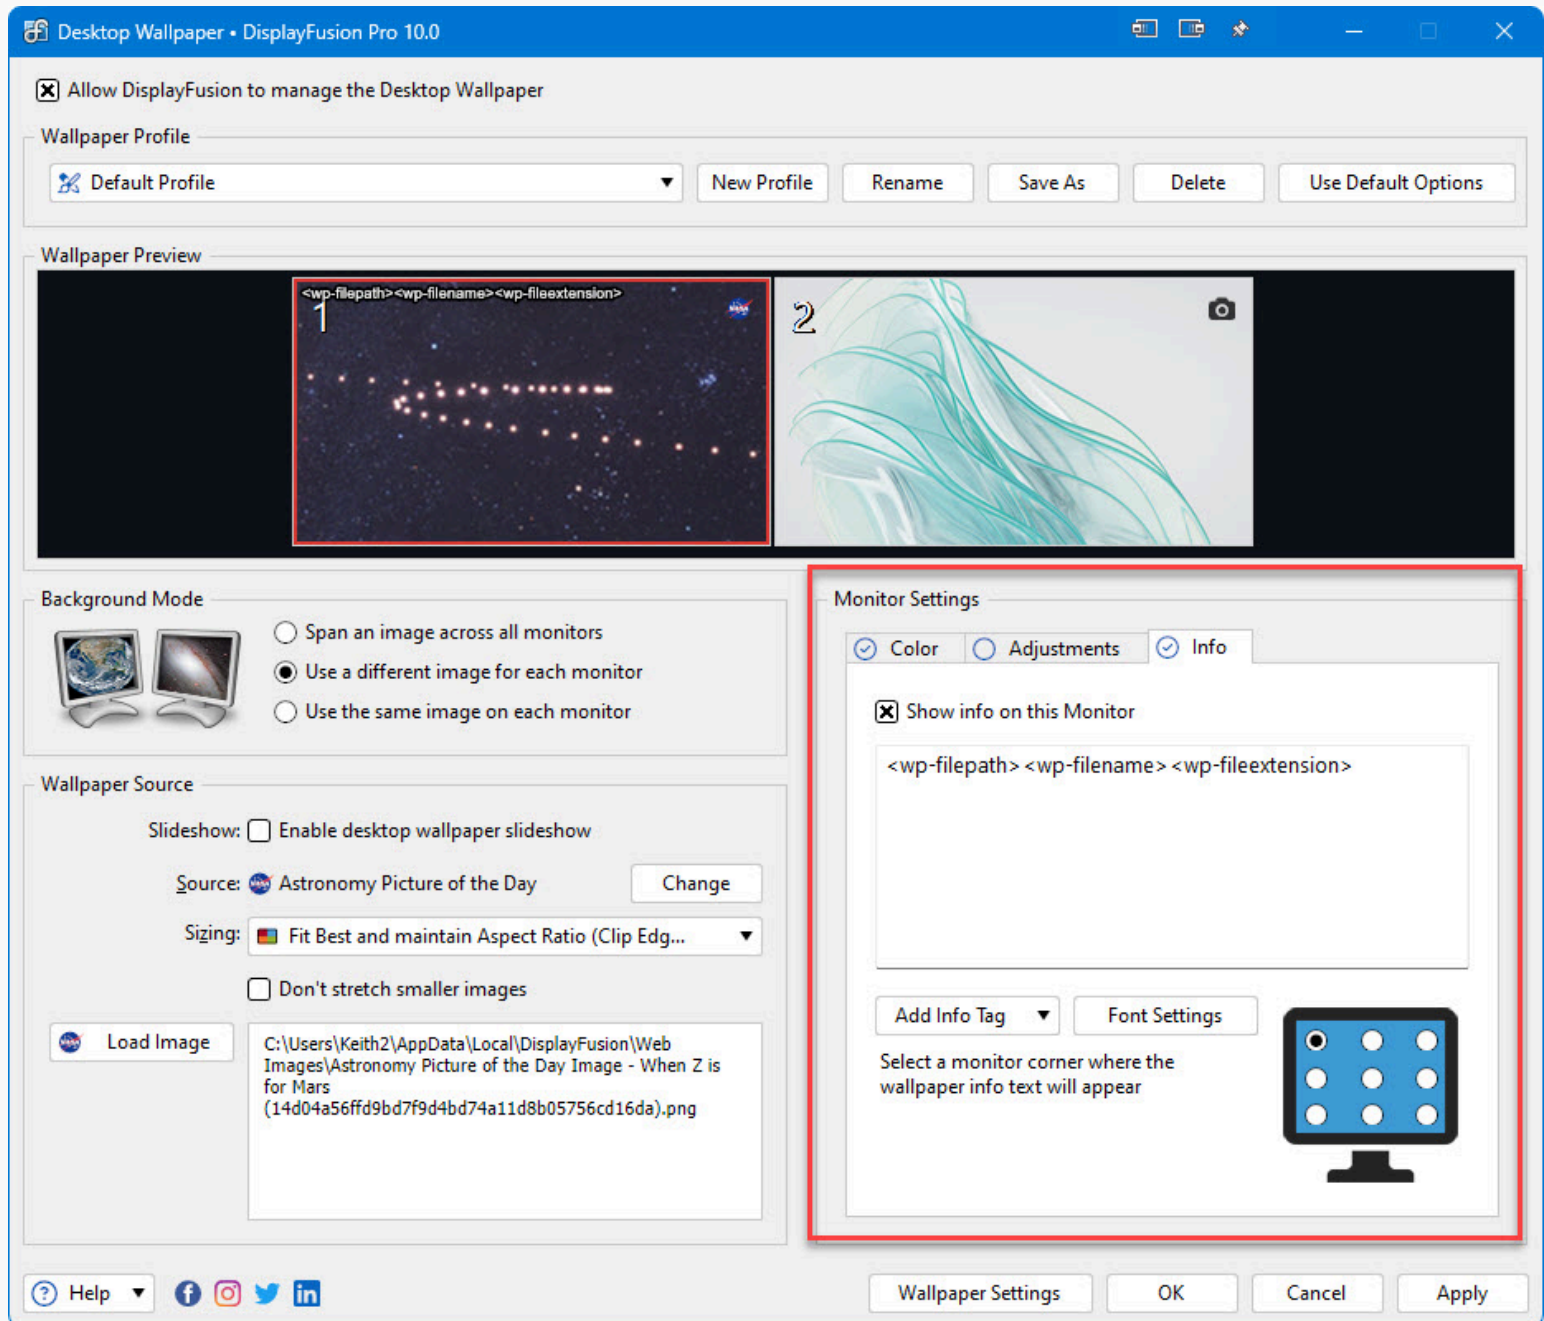 Desktop Wallpaper • DisplayFusion Pro 10.0
Allow DisplayFusion to manage the Desktop Wallpaper
Wallpaper Profile
Default Profile
New Profile
Rename
Save As
Delete
Use Default Options
Wallpaper Preview
<wp-filepath><wp-filename><wp-fileextension>
1
NASA
2
Background Mode
Span an image across all monitors
Use a different image for each monitor
Use the same image on each monitor
Wallpaper Source
Slideshow:
Enable desktop wallpaper slideshow
Source:
Astronomy Picture of the Day
Change
Sizing:
Fit Best and maintain Aspect Ratio (Clip Edg...
Don't stretch smaller images
Load Image
C:\Users\Keith2\AppData\Local\DisplayFusion\Web
Images\Astronomy Picture of the Day Image - When Z is
for Mars
(14d04a56ffd9bd7f9d4bd74a11d8b05756cd16da).png
Monitor Settings
Color
Adjustments
Info
Show info on this Monitor
<wp-filepath><wp-filename><wp-fileextension>
Add Info Tag
Font Settings
Select a monitor corner where the
wallpaper info text will appear
Help
Wallpaper Settings
OK
Cancel
Apply